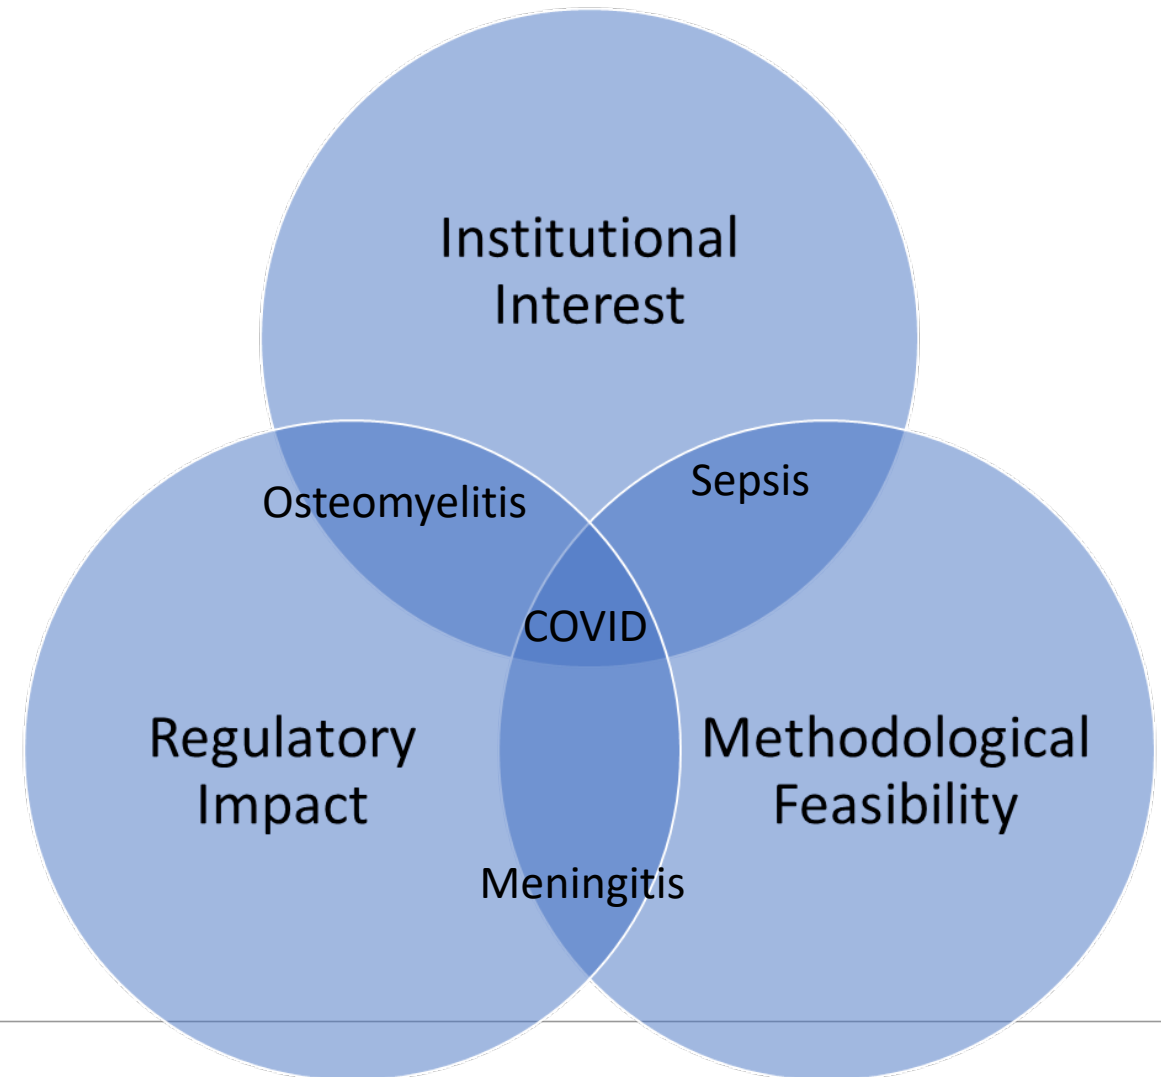 Institutional
Interest
Osteomyelitis
Sepsis
COVID
Regulatory
Impact
Methodological
Feasibility
Meningitis